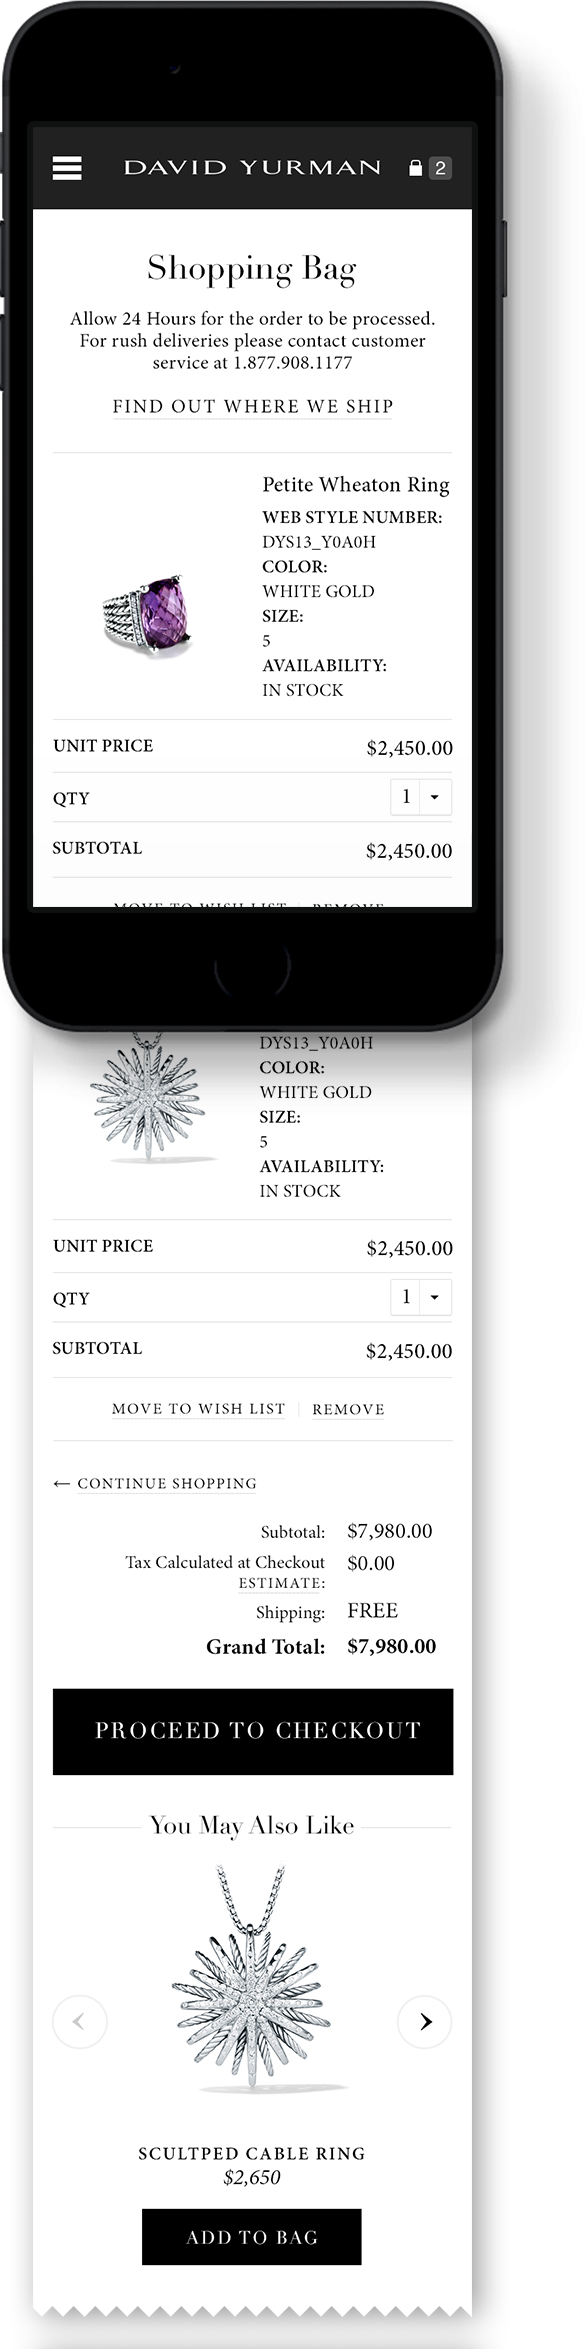 DAVID YURMAN 2
Shopping Bag
Allow 24 Hours for the order to be processed.
For rush deliveries please contact customer
service at 1.877.908.1177
FIND OUT WHERE WE SHIP
Petite Wheaton Ring
WEB STYLE NUMBER:
DYS13_Y0A0H
COLOR:
WHITE GOLD
SIZE:
5
AVAILABILITY:
IN STOCK
UNIT PRICE $2,450.00
QTY 1
SUBTOTAL $2,450.00
MOVE TO WISH LIST | REMOVE
DYS13_Y0A0H
COLOR:
WHITE GOLD
SIZE:
5
AVAILABILITY:
IN STOCK
UNIT PRICE $2,450.00
QTY 1
SUBTOTAL $2,450.00
MOVE TO WISH LIST | REMOVE
← CONTINUE SHOPPING
Subtotal: $7,980.00
Tax Calculated at Checkout $0.00
ESTIMATE:
Shipping: FREE
Grand Total: $7,980.00
PROCEED TO CHECKOUT
You May Also Like
SCULTPED CABLE RING
$2,650
ADD TO BAG